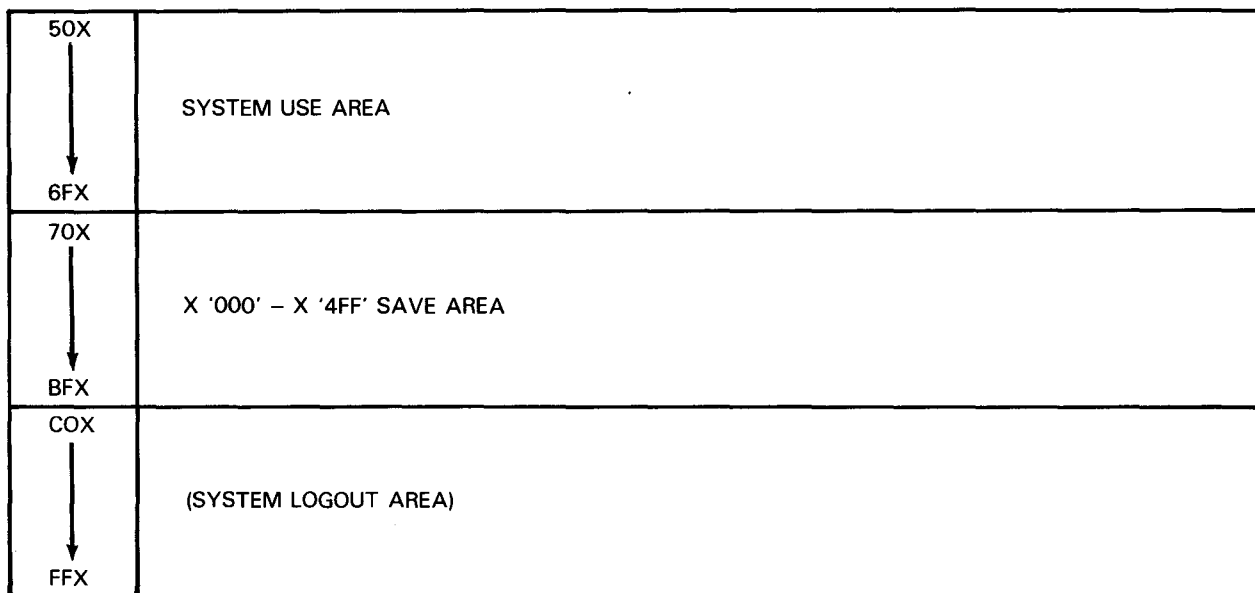 50X
SYSTEM USE AREA
6FX
70X
X '000' – X '4FF' SAVE AREA
BFX
COX
(SYSTEM LOGOUT AREA)
FFX